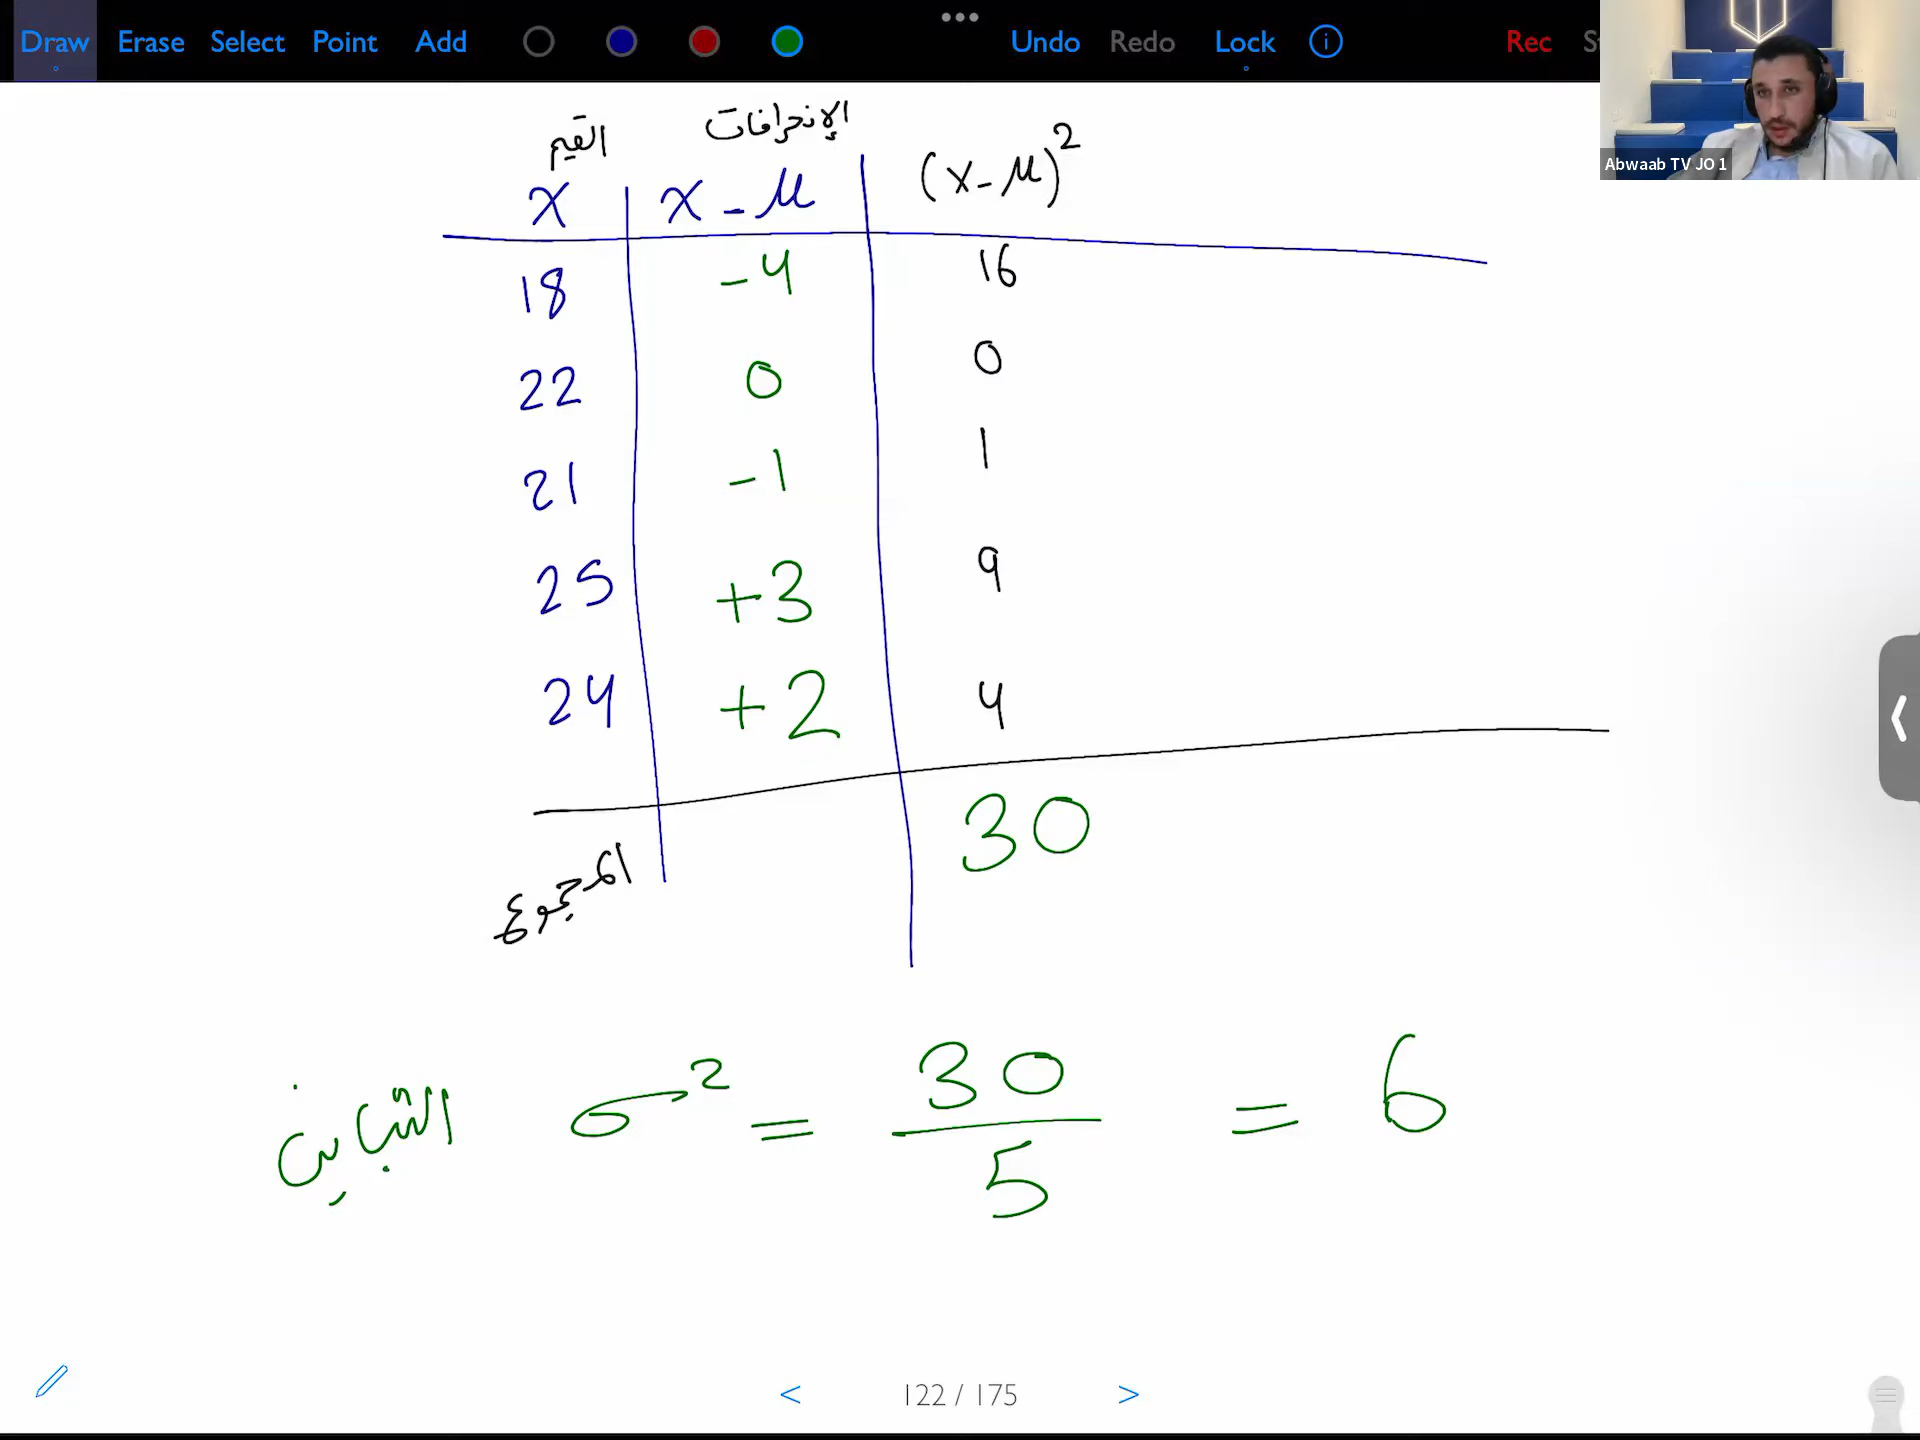 Draw Erase Select Point Add Undo Redo Lock Rec
Abwaab TV JO 1
القيم الإنحرافات
x x - μ (x - μ)²
18 -4 16
22 0 0
21 -1 1
25 +3 9
24 +2 4
المجموع 30
التباين σ² = 30/5 = 6
< 122 / 175 >